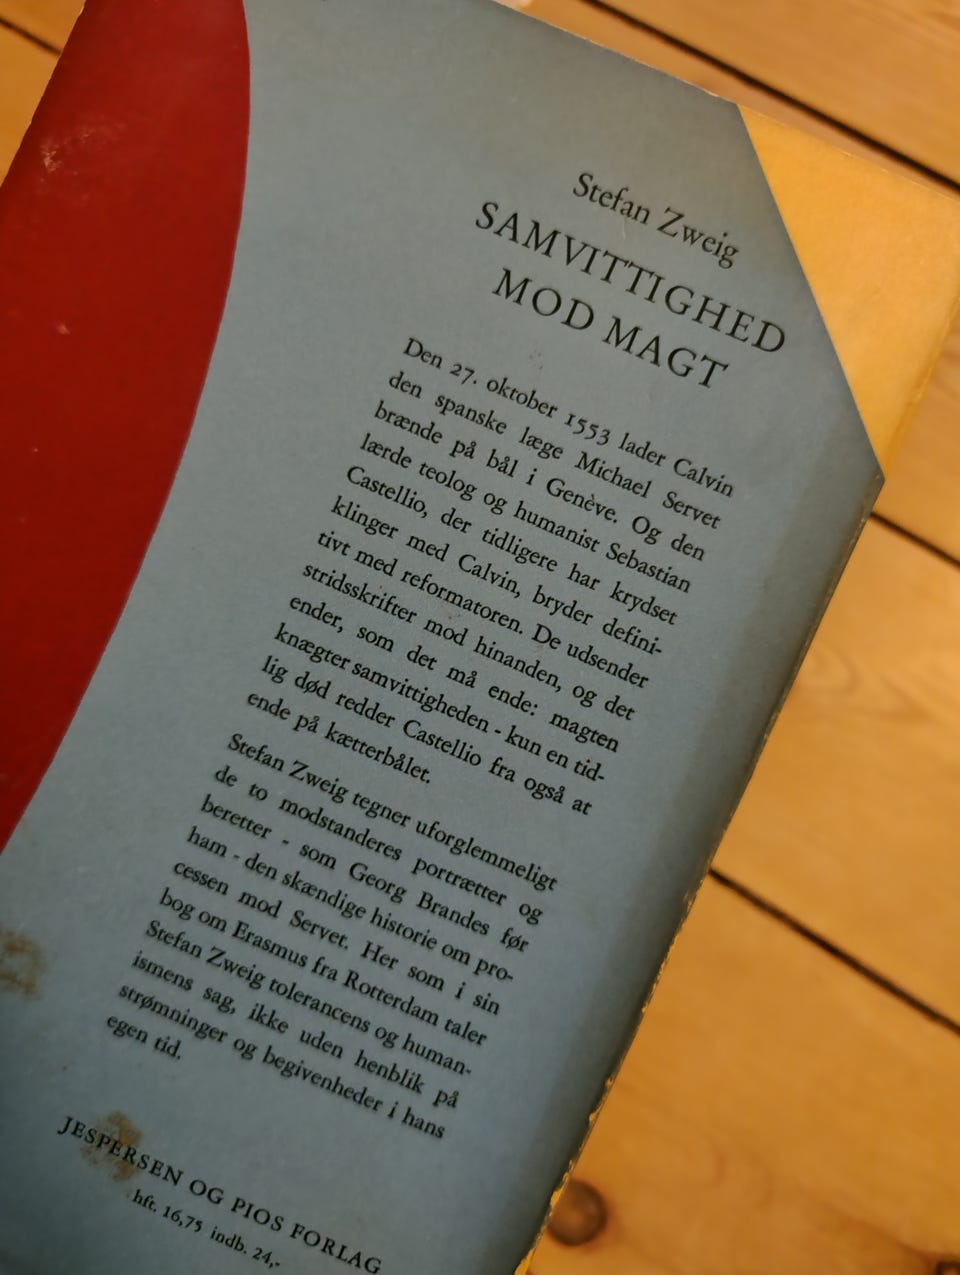 Stefan Zweig
SAMVITTIGHED
MOD MAGT
Den 27. oktober 1553 lader Calvin
den spanske læge Michael Servet
brænde på bål i Genève. Og den
lærde teolog og humanist Sebastian
Castellio, der tidligere har krydset
klinger med Calvin, bryder defini-
tivt med reformatoren. De udsender
stridsskrifter mod hinanden, og det
ender, som det må ende: magten
knægter samvittigheden - kun en tid-
lig død redder Castellio fra også at
ende på kætterbålet.
Stefan Zweig tegner uforglemmeligt
de to modstanderes portrætter og
beretter - som Georg Brandes før
ham - den skændige historie om pro-
cessen mod Servet. Her som i sin
bog om Erasmus fra Rotterdam taler
Stefan Zweig tolerancens og human-
ismens sag, ikke uden henblik på
strømninger og begivenheder i hans
egen tid.
JESPERSEN OG PIOS FORLAG
hft. 16,75 indb. 24,-